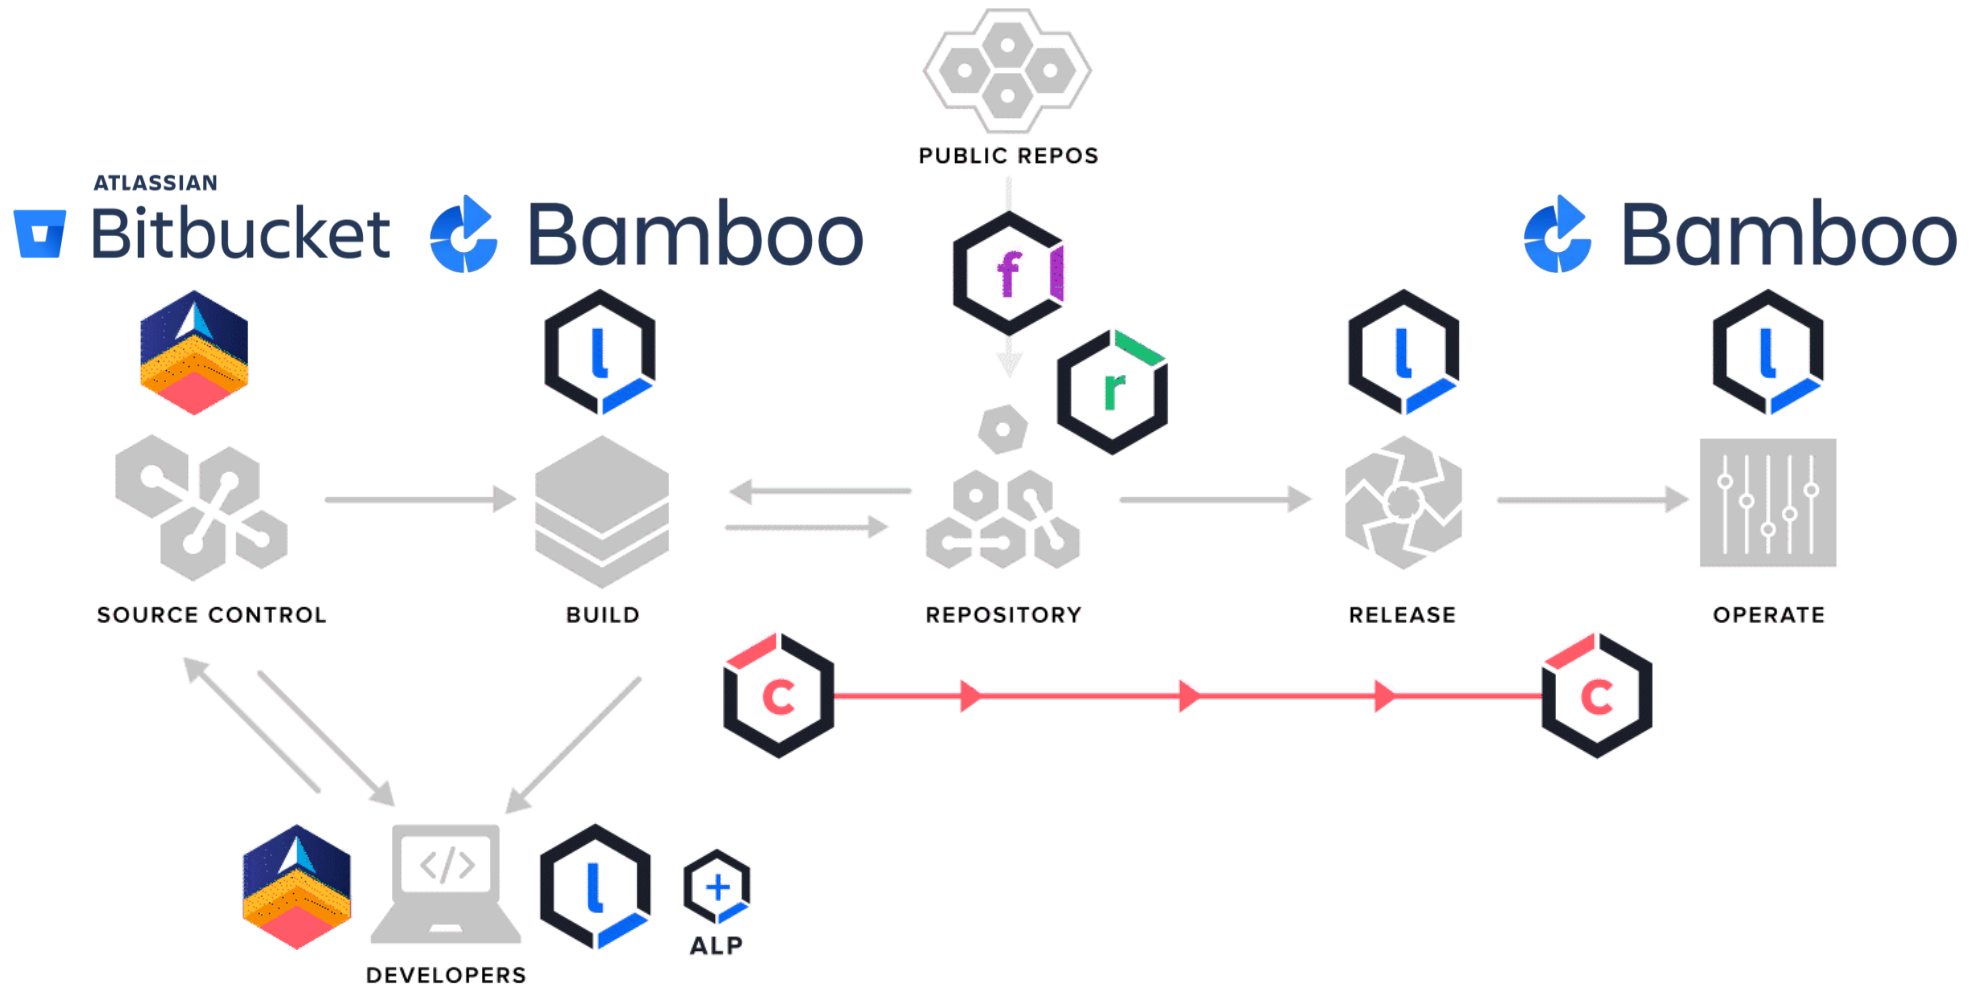 PUBLIC REPOS
ATLASSIAN
Bitbucket
Bamboo
Bamboo
f
l
r
l
l
</>
SOURCE CONTROL
BUILD
REPOSITORY
RELEASE
OPERATE
c
c
l
+
ALP
DEVELOPERS